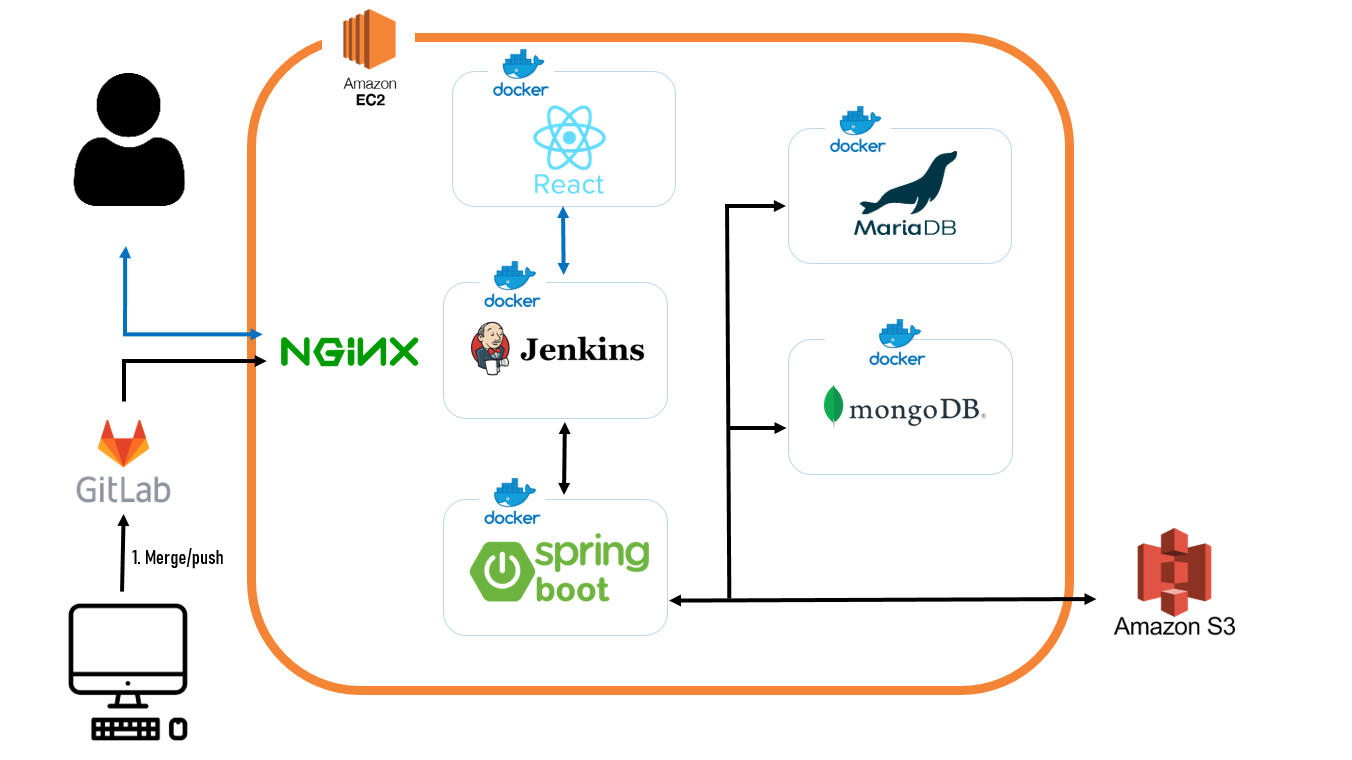 Amazon
EC2
docker
React
docker
MariaDB
docker
Jenkins
NGiNX
docker
mongoDB®
GitLab
1. Merge/push
docker
spring
boot
Amazon S3